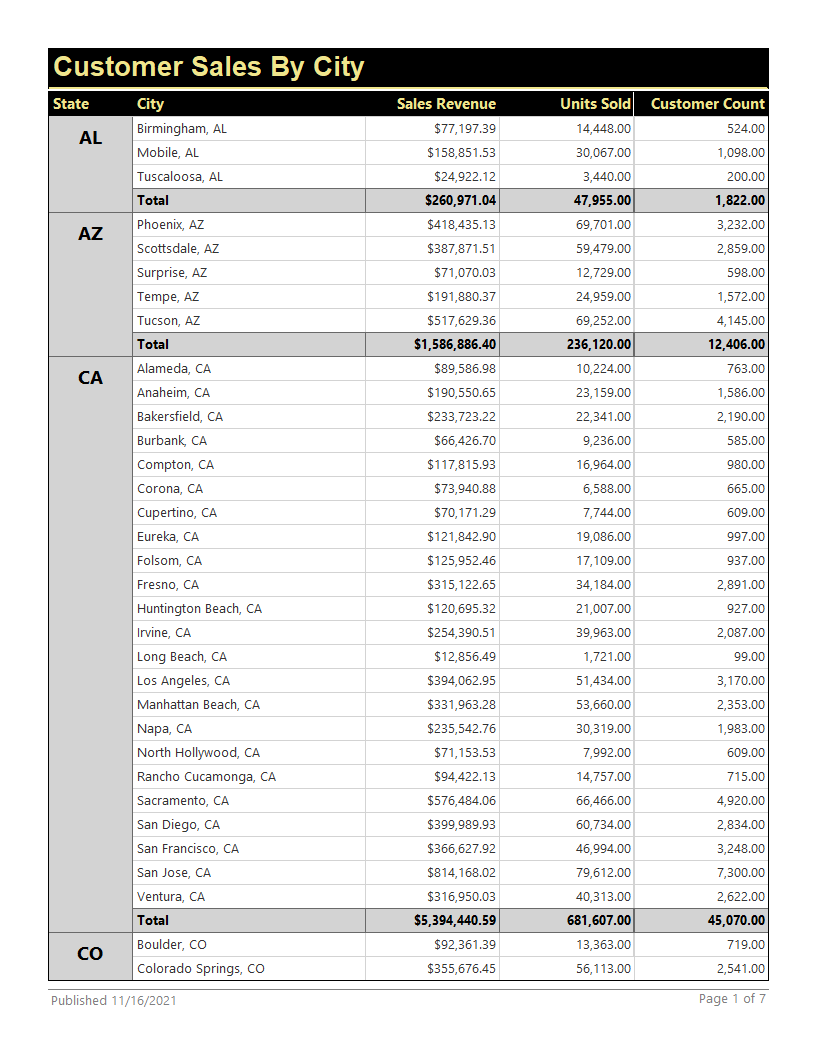 Customer Sales By City
State City Sales Revenue Units Sold Customer Count
AL Birmingham, AL $77,197.39 14,448.00 524.00
Mobile, AL $158,851.53 30,067.00 1,098.00
Tuscaloosa, AL $24,922.12 3,440.00 200.00
Total $260,971.04 47,955.00 1,822.00
AZ Phoenix, AZ $418,435.13 69,701.00 3,232.00
Scottsdale, AZ $387,871.51 59,479.00 2,859.00
Surprise, AZ $71,070.03 12,729.00 598.00
Tempe, AZ $191,880.37 24,959.00 1,572.00
Tucson, AZ $517,629.36 69,252.00 4,145.00
Total $1,586,886.40 236,120.00 12,406.00
CA Alameda, CA $89,586.98 10,224.00 763.00
Anaheim, CA $190,550.65 23,159.00 1,586.00
Bakersfield, CA $233,723.22 22,341.00 2,190.00
Burbank, CA $66,426.70 9,236.00 585.00
Compton, CA $117,815.93 16,964.00 980.00
Corona, CA $73,940.88 6,588.00 665.00
Cupertino, CA $70,171.29 7,744.00 609.00
Eureka, CA $121,842.90 19,086.00 997.00
Folsom, CA $125,952.46 17,109.00 937.00
Fresno, CA $315,122.65 34,184.00 2,891.00
Huntington Beach, CA $120,695.32 21,007.00 927.00
Irvine, CA $254,390.51 39,963.00 2,087.00
Long Beach, CA $12,856.49 1,721.00 99.00
Los Angeles, CA $394,062.95 51,434.00 3,170.00
Manhattan Beach, CA $331,963.28 53,660.00 2,353.00
Napa, CA $235,542.76 30,319.00 1,983.00
North Hollywood, CA $71,153.53 7,992.00 609.00
Rancho Cucamonga, CA $94,422.13 14,757.00 715.00
Sacramento, CA $576,484.06 66,466.00 4,920.00
San Diego, CA $399,989.93 60,734.00 2,834.00
San Francisco, CA $366,627.92 46,994.00 3,248.00
San Jose, CA $814,168.02 79,612.00 7,300.00
Ventura, CA $316,950.03 40,313.00 2,622.00
Total $5,394,440.59 681,607.00 45,070.00
CO Boulder, CO $92,361.39 13,363.00 719.00
Colorado Springs, CO $355,676.45 56,113.00 2,541.00
Published 11/16/2021 Page 1 of 7